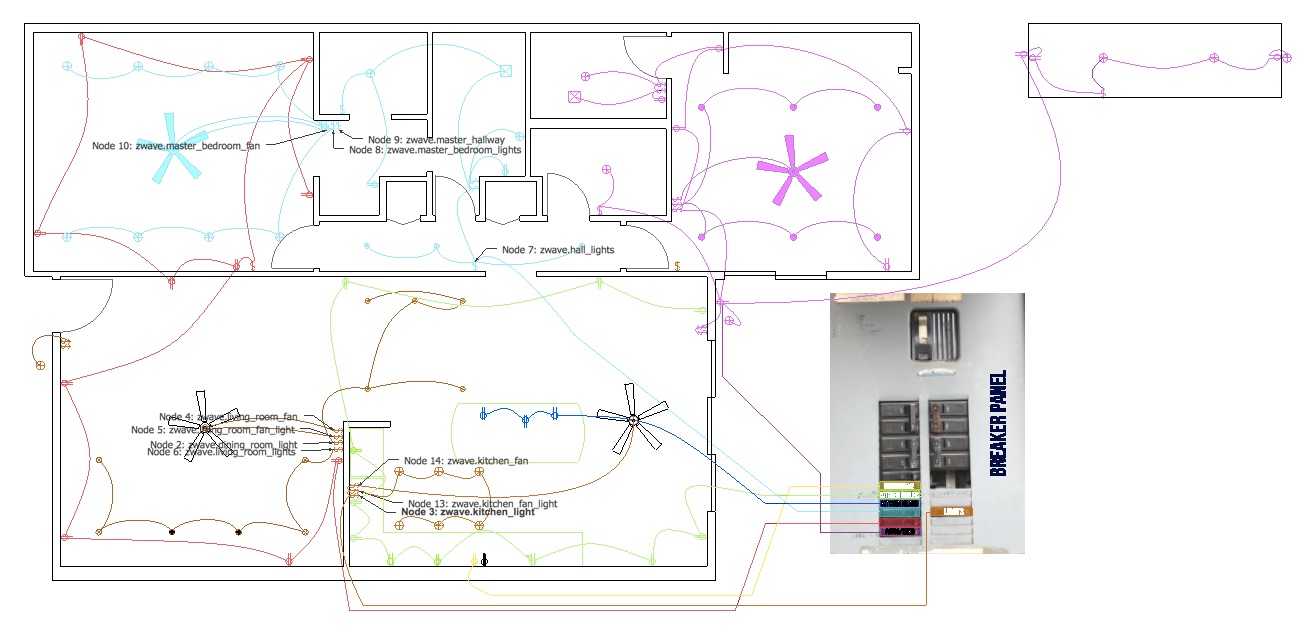 Node 9: zwave.master_hallway
Node 10: zwave.master_bedroom_fan
Node 8: zwave.master_bedroom_lights
Node 7: zwave.hall_lights
BREAKER PANEL
Node 4: zwave.living_room_fan
Node 5: zwave.living_room_fan_light
Node 2: zwave.dining_room_light
Node 6: zwave.living_room_lights
Node 14: zwave.kitchen_fan
Node 13: zwave.kitchen_fan_light
Node 3: zwave.kitchen_light